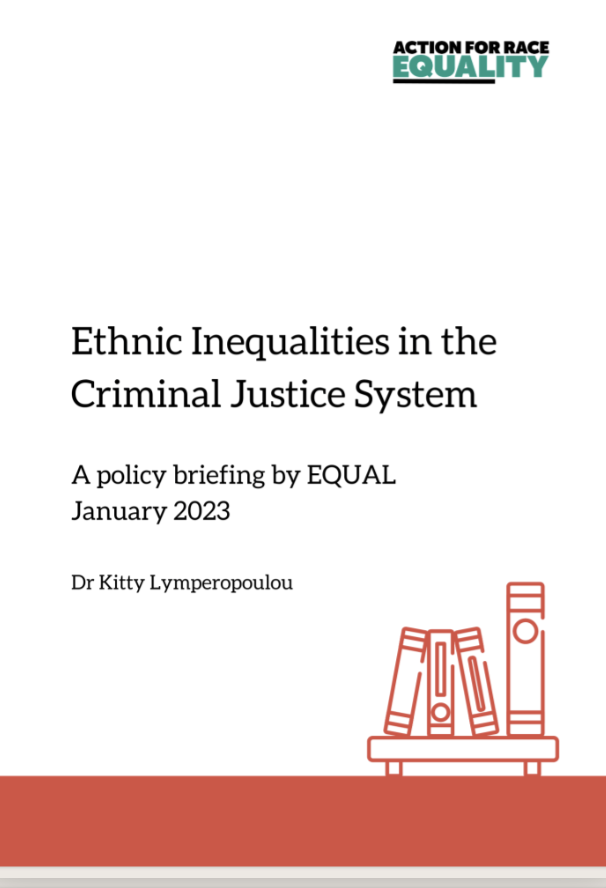 ACTION FOR RACE
EQUALITY
Ethnic Inequalities in the
Criminal Justice System
A policy briefing by EQUAL
January 2023
Dr Kitty Lymperopoulou